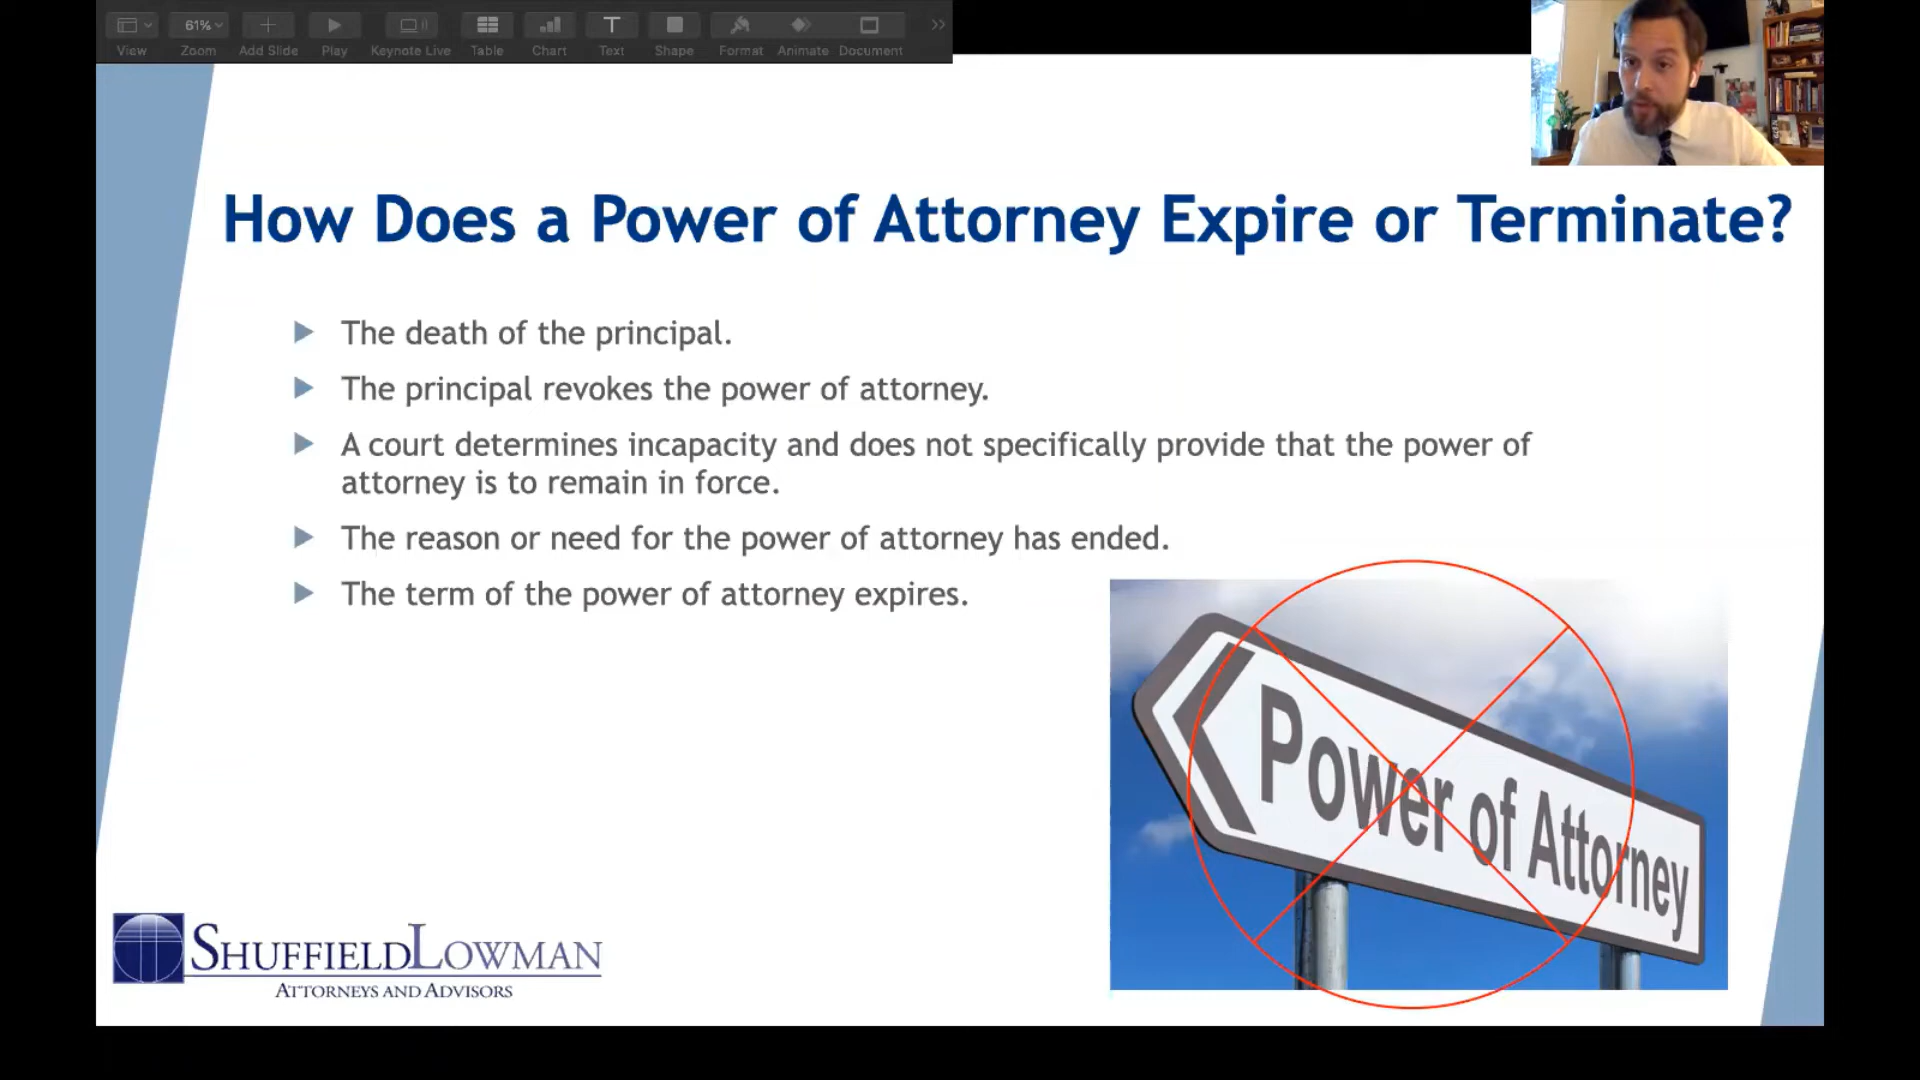 61%
View
Zoom
Add Slide
Play
Keynote Live
Table
Chart
T
Text
Shape
Format
Animate
Document
How Does a Power of Attorney Expire or Terminate?
The death of the principal.
The principal revokes the power of attorney.
A court determines incapacity and does not specifically provide that the power of
attorney is to remain in force.
The reason or need for the power of attorney has ended.
The term of the power of attorney expires.
Power of Attorney
SHUFFIELDLOWMAN
ATTORNEYS AND ADVISORS